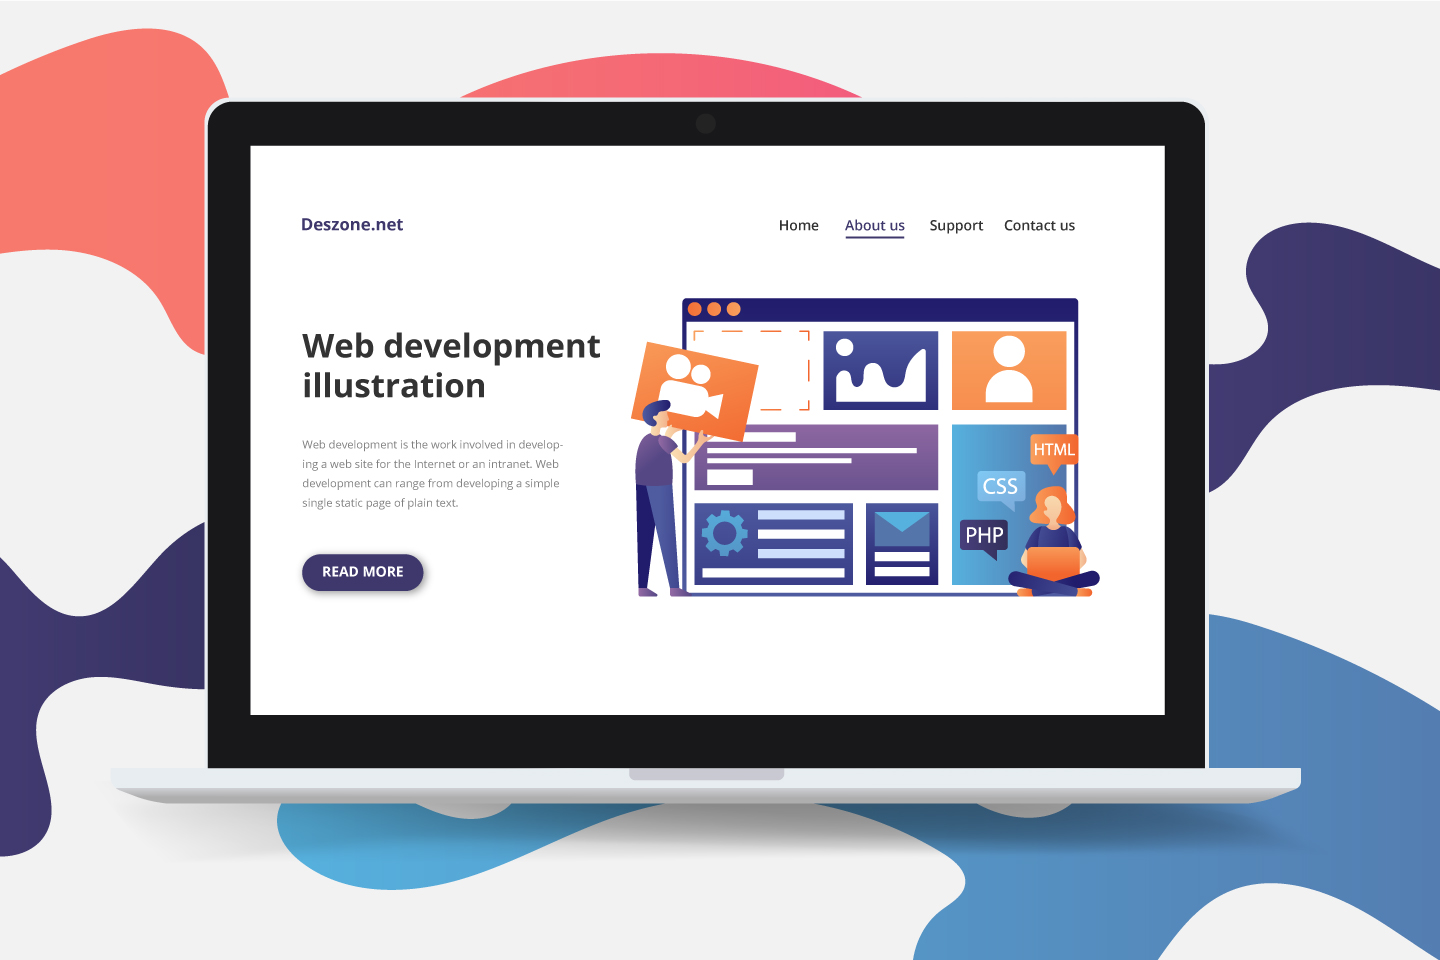 Deszone.net
Home About us Support Contact us
Web development
illustration
Web development is the work involved in develop-
ing a web site for the Internet or an intranet. Web
development can range from developing a simple
single static page of plain text.
READ MORE
HTML
CSS
PHP